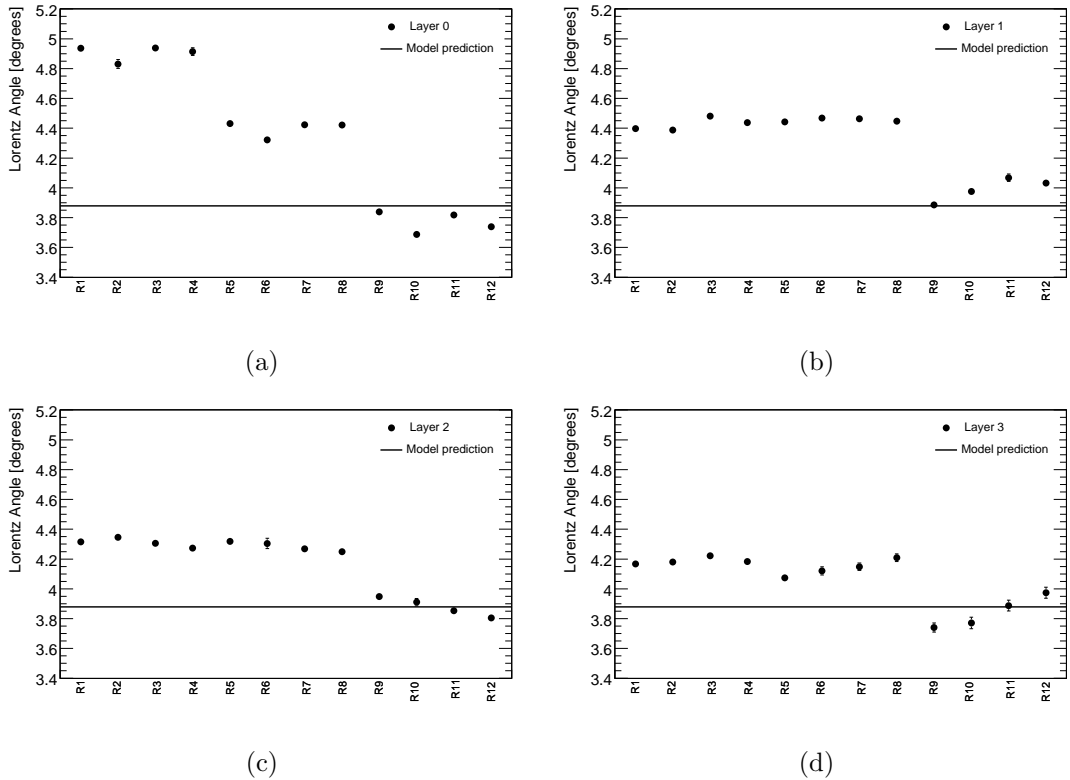 Lorentz Angle [degrees]
5.2
5
4.8
4.6
4.4
4.2
4
3.8
3.6
3.4
Layer 0
Model prediction
R1
R2
R3
R4
R5
R6
R7
R8
R9
R10
R11
R12
(a)
Lorentz Angle [degrees]
5.2
5
4.8
4.6
4.4
4.2
4
3.8
3.6
3.4
Layer 1
Model prediction
R1
R2
R3
R4
R5
R6
R7
R8
R9
R10
R11
R12
(b)
Lorentz Angle [degrees]
5.2
5
4.8
4.6
4.4
4.2
4
3.8
3.6
3.4
Layer 2
Model prediction
R1
R2
R3
R4
R5
R6
R7
R8
R9
R10
R11
R12
(c)
Lorentz Angle [degrees]
5.2
5
4.8
4.6
4.4
4.2
4
3.8
3.6
3.4
Layer 3
Model prediction
R1
R2
R3
R4
R5
R6
R7
R8
R9
R10
R11
R12
(d)